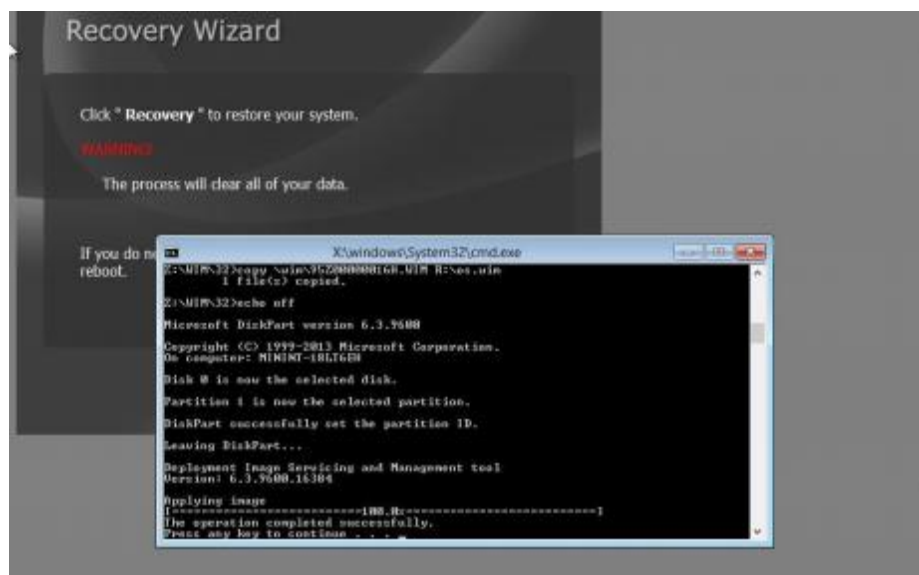 Recovery Wizard
Click " Recovery " to restore your system.
WARNING!
The process will clear all of your data.
If you do
reboot.
X:\windows\System32\cmd.exe
1 file(s) copied.
Z:\WIM\32>echo off
Microsoft DiskPart version 6.3.9600
Copyright (C) 1999-2013 Microsoft Corporation.
On computer:
Disk 0 is now the selected disk.
Partition 1 is now the selected partition.
DiskPart successfully set the partition ID.
Leaving DiskPart...
Deployment Image Servicing and Management tool
Version: 6.3.9600.16384
Applying image
[==========================100.0%==========================]
The operation completed successfully.
Press any key to continue . . . _